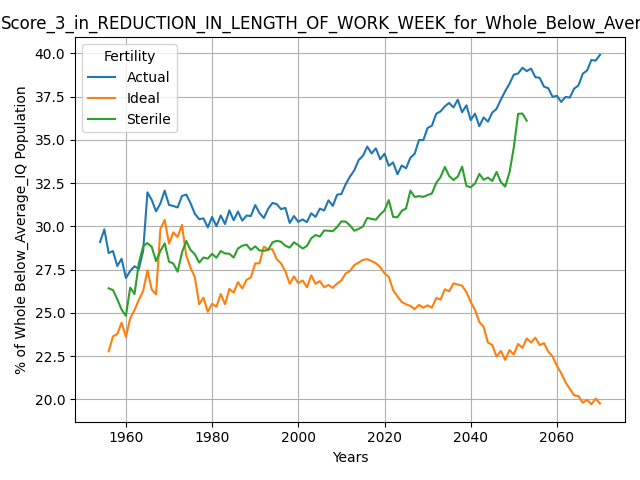 Score_3_in_REDUCTION_IN_LENGTH_OF_WORK_WEEK_for_Whole_Below_Aver
Fertility
Actual
Ideal
Sterile
% of Whole Below_Average_IQ Population
40.0
37.5
35.0
32.5
30.0
27.5
25.0
22.5
20.0
1960
1980
2000
2020
2040
2060
Years